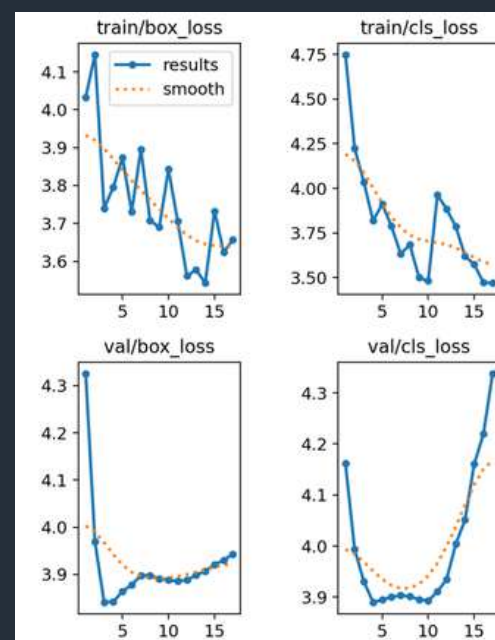 train/box_loss
4.1
4.0
3.9
3.8
3.7
3.6
results
smooth
5 10 15
train/cls_loss
4.75
4.50
4.25
4.00
3.75
3.50
5 10 15
val/box_loss
4.3
4.2
4.1
4.0
3.9
5 10 15
val/cls_loss
4.3
4.2
4.1
4.0
3.9
5 10 15